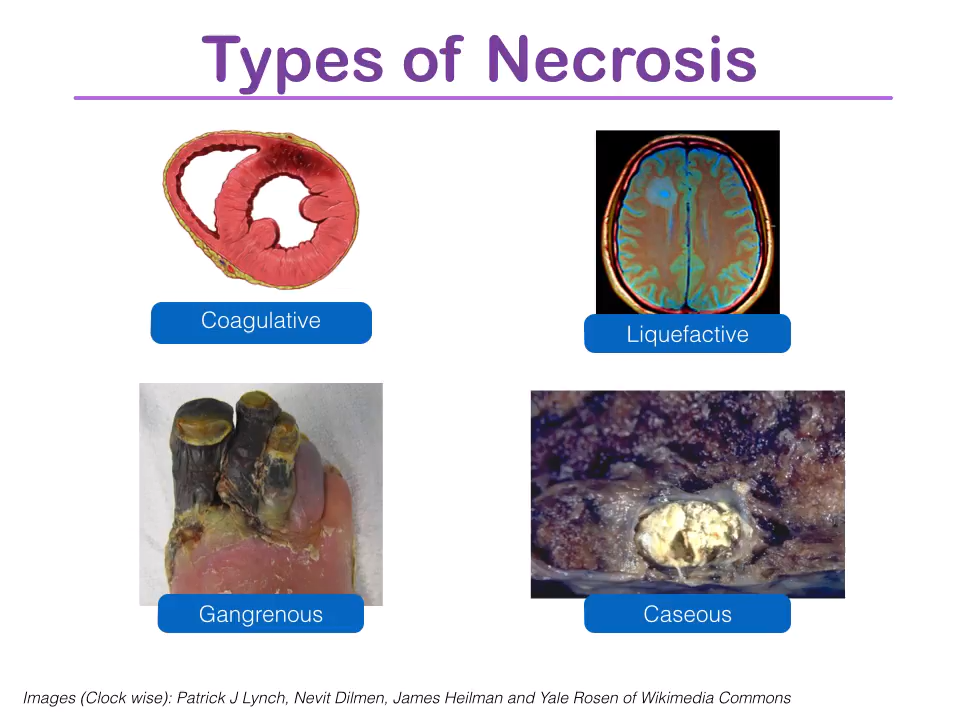 Types of Necrosis
Coagulative
Liquefactive
Gangrenous
Caseous
Images (Clock wise): Patrick J Lynch, Nevit Dilmen, James Heilman and Yale Rosen of Wikimedia Commons